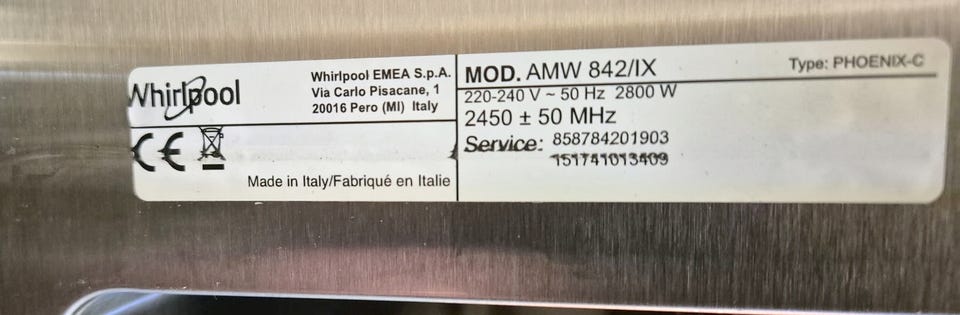 Whirlpool
Whirlpool EMEA S.p.A.
Via Carlo Pisacane, 1
20016 Pero (MI) Italy
CE
Made in Italy/Fabriqué en Italie
MOD. AMW 842/IX
Type: PHOENIX-C
220-240 V ~ 50 Hz 2800 W
2450 ± 50 MHz
Service: 858784201903
151741013409